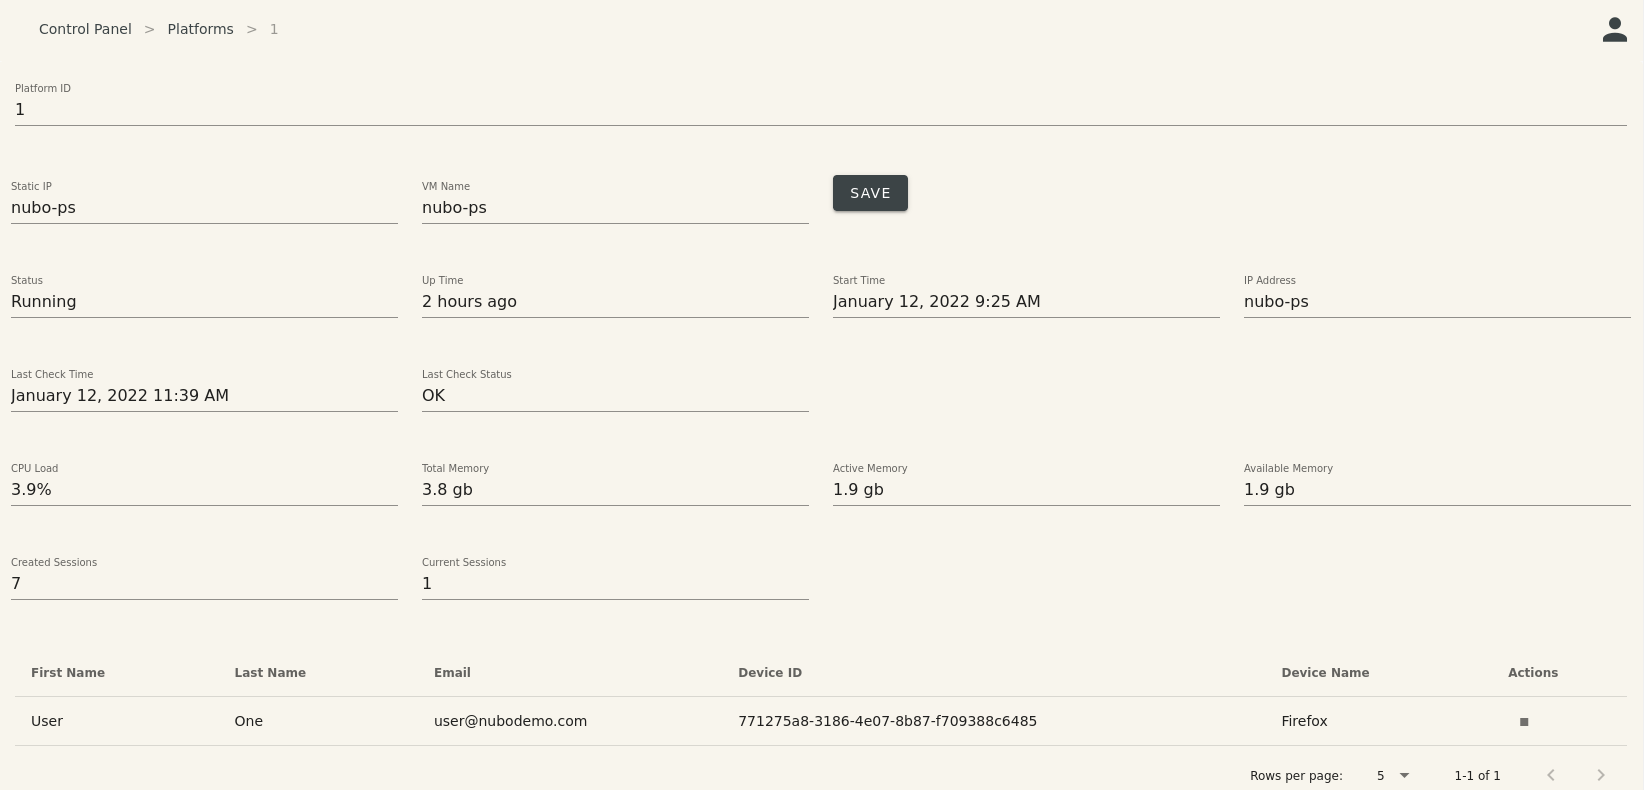 Control Panel > Platforms > 1
Platform ID
1
Static IP VM Name
nubo-ps nubo-ps SAVE
Status Up Time Start Time IP Address
Running 2 hours ago January 12, 2022 9:25 AM nubo-ps
Last Check Time Last Check Status
January 12, 2022 11:39 AM OK
CPU Load Total Memory Active Memory Available Memory
3.9% 3.8 gb 1.9 gb 1.9 gb
Created Sessions Current Sessions
7 1
First Name Last Name Email Device ID Device Name Actions
User One user@nubodemo.com 771275a8-3186-4e07-8b87-f709388c6485 Firefox
Rows per page: 5 1-1 of 1